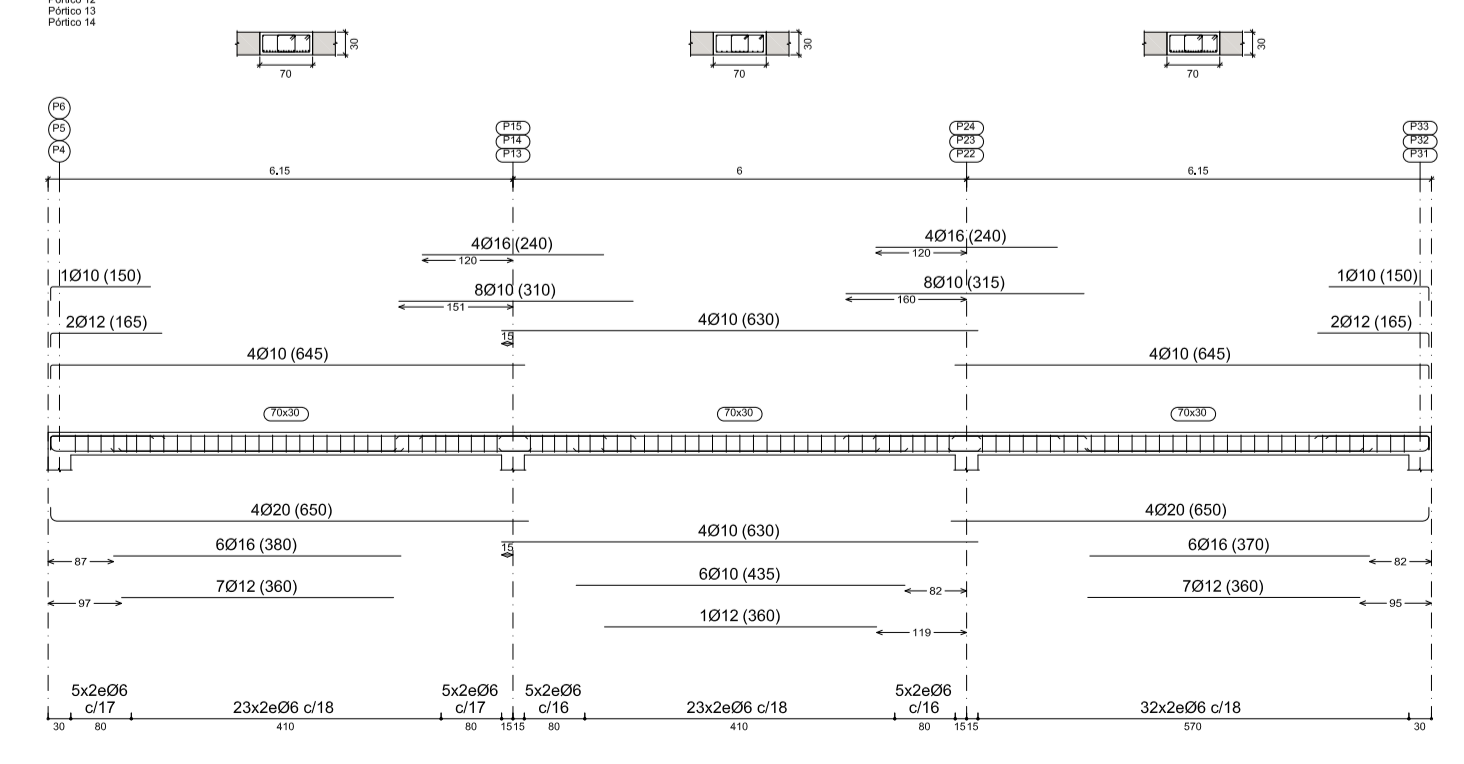 Pórtico 12
Pórtico 13
Pórtico 14
30
70
30
70
30
70
P6
P5
P4
P15
P14
P13
P24
P23
P22
P33
P32
P31
6.15
6
6.15
4Ø16 (240)
120
4Ø16 (240)
120
1Ø10 (150)
8Ø10 (310)
151
8Ø10 (315)
160
1Ø10 (150)
2Ø12 (165)
4Ø10 (630)
15
2Ø12 (165)
4Ø10 (645)
4Ø10 (645)
70x30
70x30
70x30
4Ø20 (650)
4Ø10 (630)
15
4Ø20 (650)
6Ø16 (380)
87
6Ø10 (435)
82
6Ø16 (370)
82
7Ø12 (360)
97
1Ø12 (360)
119
7Ø12 (360)
95
5x2eØ6
c/17
23x2eØ6 c/18
5x2eØ6
c/17
5x2eØ6
c/16
23x2eØ6 c/18
5x2eØ6
c/16
32x2eØ6 c/18
30 80 410 80 15 15 80 410 80 15 15 570 30